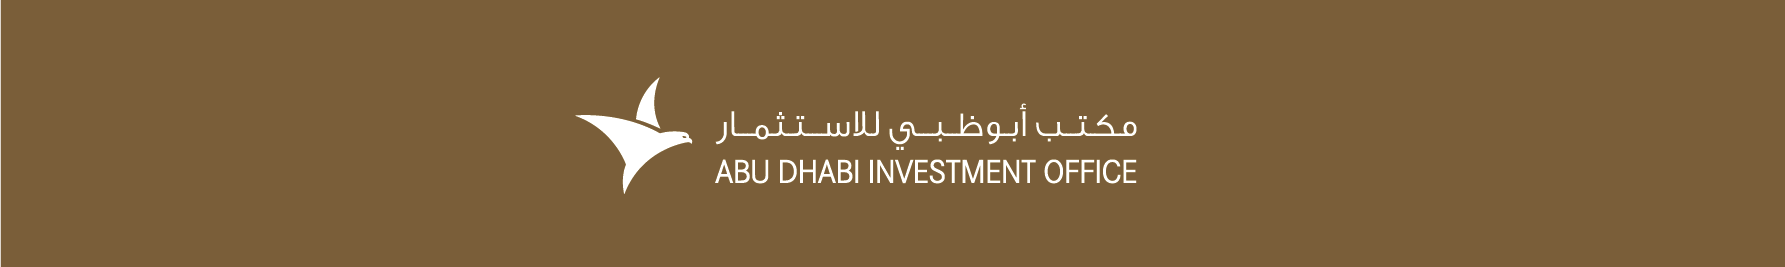 مكتب أبوظبي للاستثمار
ABU DHABI INVESTMENT OFFICE